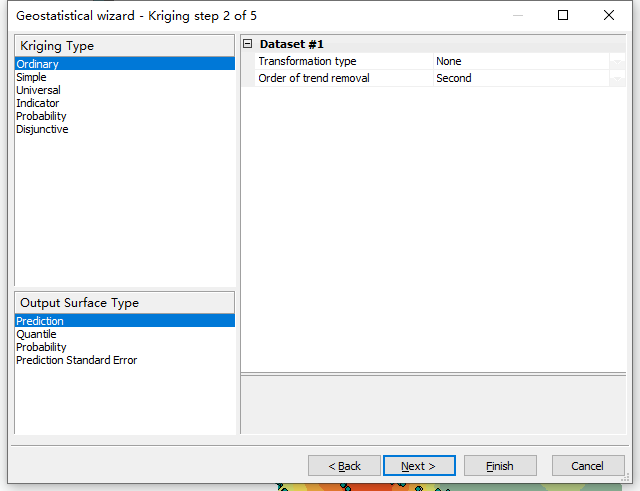 Geostatistical wizard - Kriging step 2 of 5
Kriging Type
Ordinary
Simple
Universal
Indicator
Probability
Disjunctive
Output Surface Type
Prediction
Quantile
Probability
Prediction Standard Error
Dataset #1
Transformation type None
Order of trend removal Second
< Back
Next >
Finish
Cancel